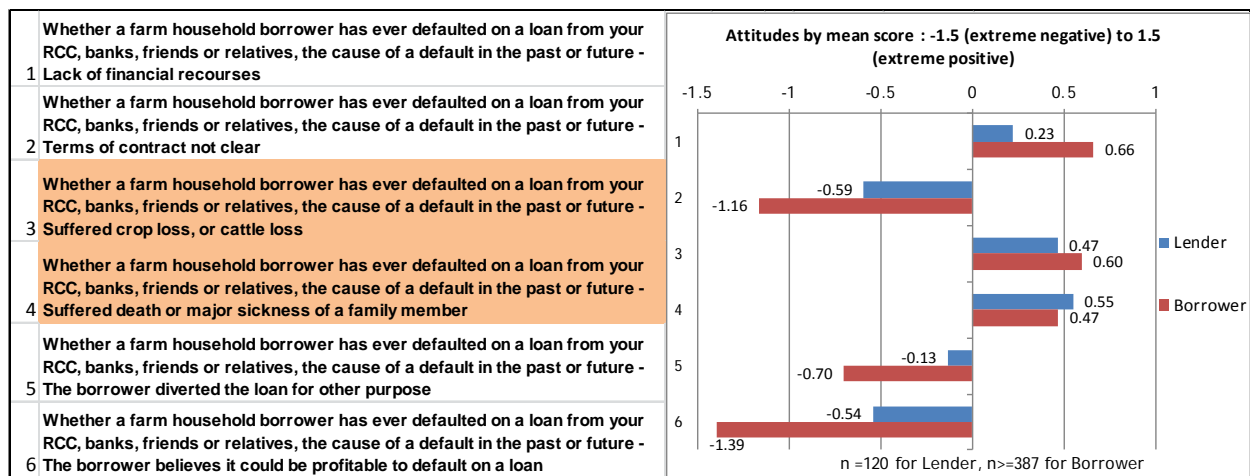 Whether a farm household borrower has ever defaulted on a loan from your
RCC, banks, friends or relatives, the cause of a default in the past or future -
1 Lack of financial recourses
Whether a farm household borrower has ever defaulted on a loan from your
RCC, banks, friends or relatives, the cause of a default in the past or future -
2 Terms of contract not clear
Whether a farm household borrower has ever defaulted on a loan from your
RCC, banks, friends or relatives, the cause of a default in the past or future -
3 Suffered crop loss, or cattle loss
Whether a farm household borrower has ever defaulted on a loan from your
RCC, banks, friends or relatives, the cause of a default in the past or future -
4 Suffered death or major sickness of a family member
Whether a farm household borrower has ever defaulted on a loan from your
RCC, banks, friends or relatives, the cause of a default in the past or future -
5 The borrower diverted the loan for other purpose
Whether a farm household borrower has ever defaulted on a loan from your
RCC, banks, friends or relatives, the cause of a default in the past or future -
6 The borrower believes it could be profitable to default on a loan
Attitudes by mean score : -1.5 (extreme negative) to 1.5
(extreme positive)
-1.5 -1 -0.5 0 0.5 1
1 0.23
0.66
2 -0.59
-1.16
3 0.47
0.60
4 0.55
0.47
5 -0.13
-0.70
6 -0.54
-1.39
Lender
Borrower
n =120 for Lender, n>=387 for Borrower